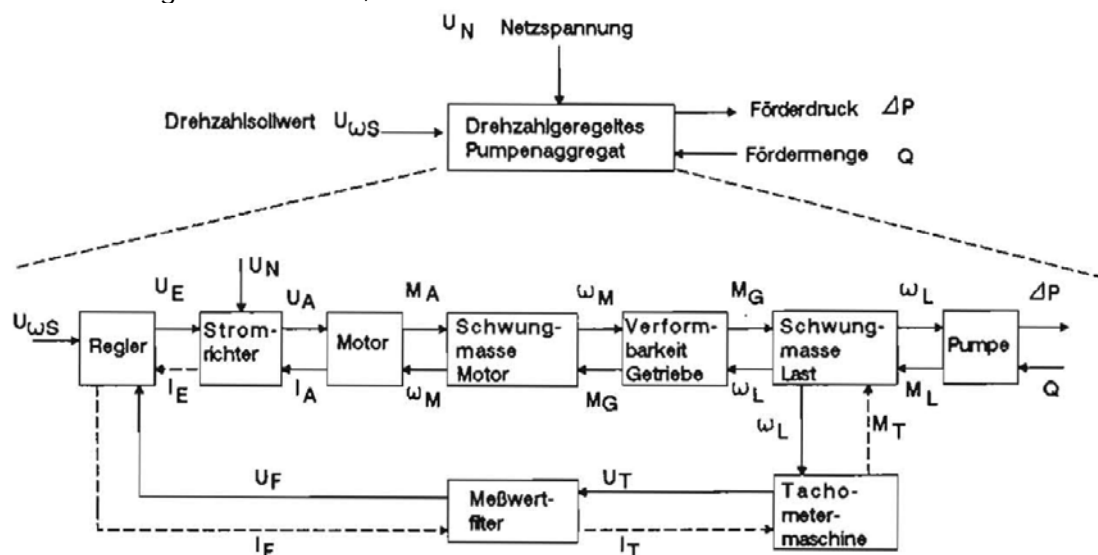 U_N Netzspannung
Drehzahlsollwert U_ωS
Drehzahlgeregeltes
Pumpenaggregat
Förderdruck ΔP
Fördermenge Q
U_ωS
Regler
U_E
I_E
U_N
Strom-
richter
U_A
I_A
Motor
M_A
ω_M
Schwung-
masse
Motor
ω_M
M_G
Verform-
barkeit
Getriebe
M_G
ω_L
Schwung-
masse
Last
ω_L
M_L
Pumpe
ΔP
Q
ω_L
M_T
U_F
Meßwert-
filter
U_T
Tacho-
meter-
maschine
I_F
I_T